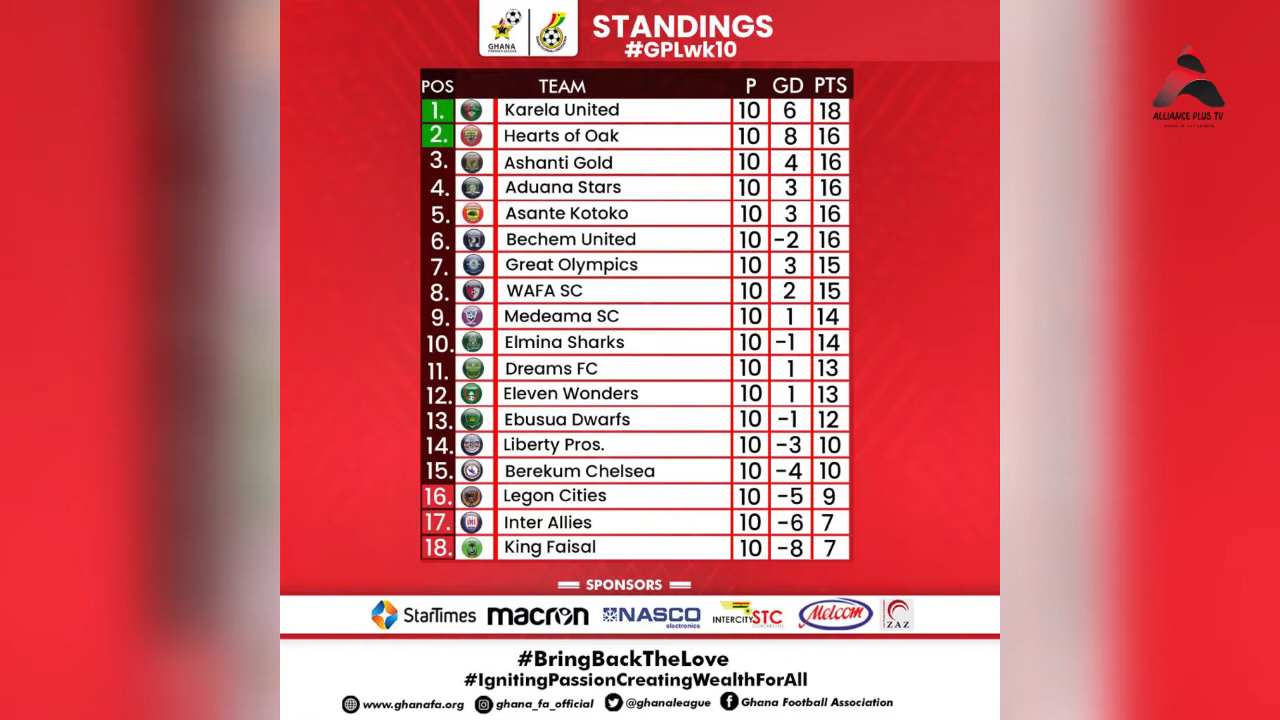 GHANA
PREMIER LEAGUE
STANDINGS
#GPLwk10
ALLIANCE PLUS TV
POS TEAM P GD PTS
1. Karela United 10 6 18
2. Hearts of Oak 10 8 16
3. Ashanti Gold 10 4 16
4. Aduana Stars 10 3 16
5. Asante Kotoko 10 3 16
6. Bechem United 10 -2 16
7. Great Olympics 10 3 15
8. WAFA SC 10 2 15
9. Medeama SC 10 1 14
10. Elmina Sharks 10 -1 14
11. Dreams FC 10 1 13
12. Eleven Wonders 10 1 13
13. Ebusua Dwarfs 10 -1 12
14. Liberty Pros. 10 -3 10
15. Berekum Chelsea 10 -4 10
16. Legon Cities 10 -5 9
17. Inter Allies 10 -6 7
18. King Faisal 10 -8 7
SPONSORS
StarTimes macron NASCO electronics INTERCITY STC Melcom ZAZ
#BringBackTheLove
#IgnitingPassionCreatingWealthForAll
www.ghanafa.org ghana_fa_official @ghanaleague Ghana Football Association